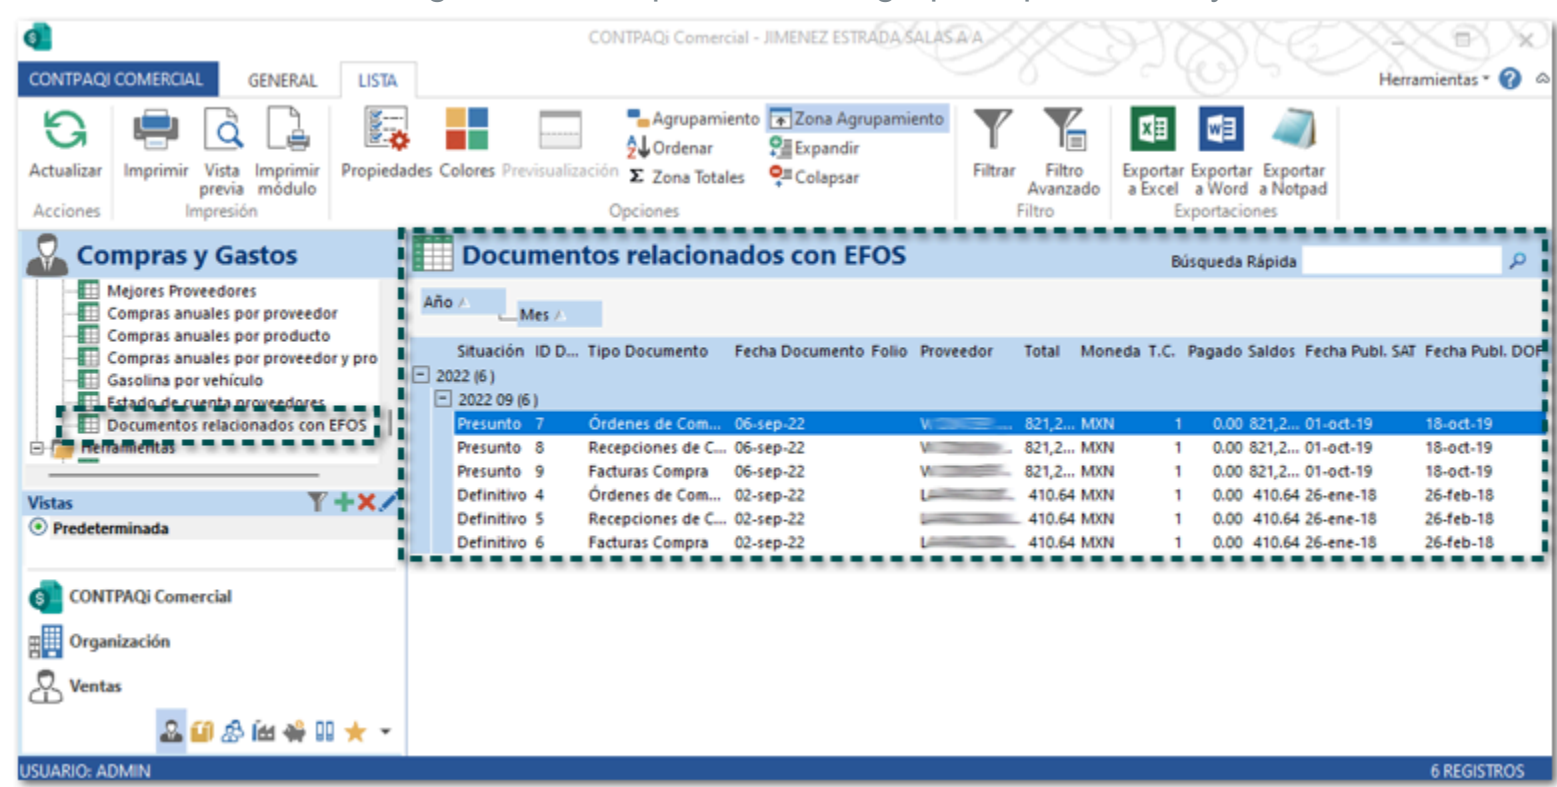 CONTPAQi Comercial - JIMENEZ ESTRADA SALAS A A
CONTPAQI COMERCIAL GENERAL LISTA Herramientas
Actualizar
Imprimir
Vista previa
Imprimir módulo
Propiedades
Colores
Previsualización
Agrupamiento
Ordenar
Zona Totales
Zona Agrupamiento
Expandir
Colapsar
Filtrar
Filtro Avanzado
Exportar a Excel
Exportar a Word
Exportar a Notpad
Acciones Impresión Opciones Filtro Exportaciones
Compras y Gastos
Mejores Proveedores
Compras anuales por proveedor
Compras anuales por producto
Compras anuales por proveedor y pro
Gasolina por vehículo
Estado de cuenta proveedores
Documentos relacionados con EFOS
Herramientas
Vistas
Predeterminada
CONTPAQi Comercial
Organización
Ventas
Documentos relacionados con EFOS
Búsqueda Rápida
Año
Mes
Situación ID D... Tipo Documento Fecha Documento Folio Proveedor Total Moneda T.C. Pagado Saldos Fecha Publ. SAT Fecha Publ. DOF
2022 (6 )
2022 09 (6 )
Presunto 7 Órdenes de Com... 06-sep-22 821,2... MXN 1 0.00 821,2... 01-oct-19 18-oct-19
Presunto 8 Recepciones de C... 06-sep-22 821,2... MXN 1 0.00 821,2... 01-oct-19 18-oct-19
Presunto 9 Facturas Compra 06-sep-22 821,2... MXN 1 0.00 821,2... 01-oct-19 18-oct-19
Definitivo 4 Órdenes de Com... 02-sep-22 410.64 MXN 1 0.00 410.64 26-ene-18 26-feb-18
Definitivo 5 Recepciones de C... 02-sep-22 410.64 MXN 1 0.00 410.64 26-ene-18 26-feb-18
Definitivo 6 Facturas Compra 02-sep-22 410.64 MXN 1 0.00 410.64 26-ene-18 26-feb-18
USUARIO: ADMIN 6 REGISTROS